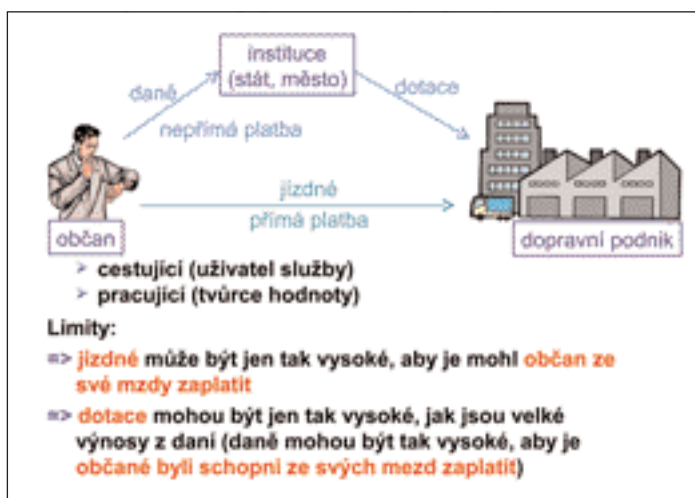 instituce
(stát, město)
daně
dotace
nepřímá platba
jízdné
přímá platba
občan
dopravní podnik
➢ cestující (uživatel služby)
➢ pracující (tvůrce hodnoty)
Limity:
=> jízdné může být jen tak vysoké, aby je mohl občan ze
své mzdy zaplatit
=> dotace mohou být jen tak vysoké, jak jsou velké
výnosy z daní (daně mohou být tak vysoké, aby je
občané byli schopni ze svých mezd zaplatit)